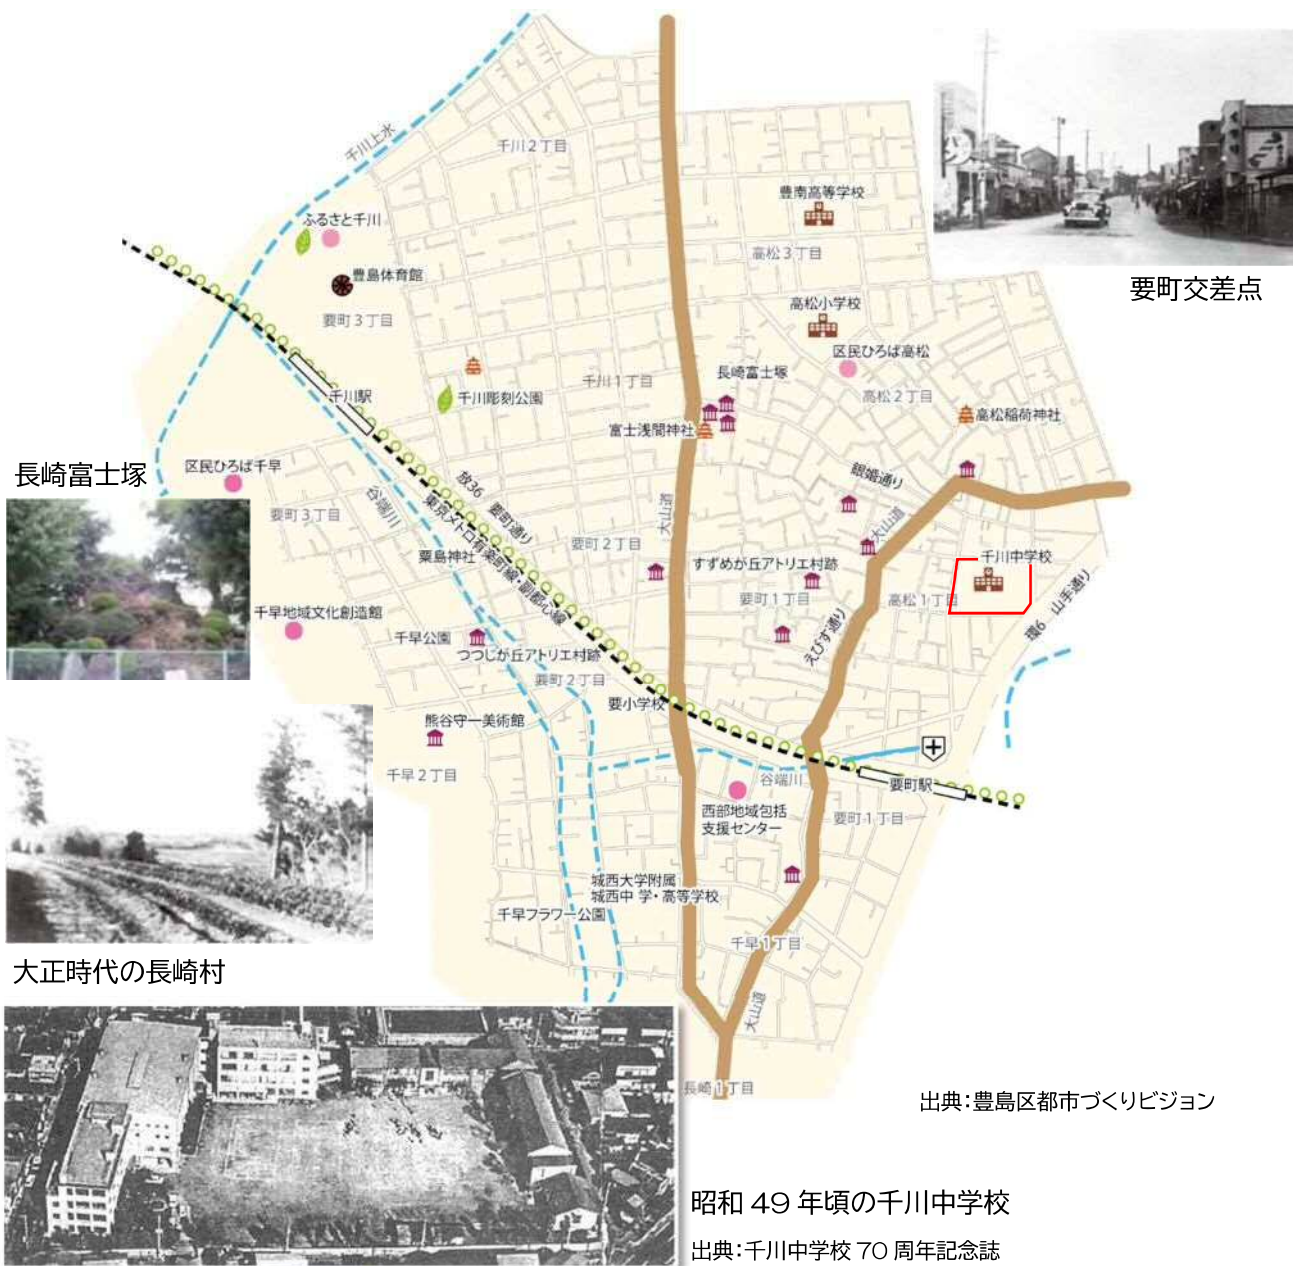 千川上水
千川2丁目
豊南高等学校
要町交差点
ふるさと千川
高松3丁目
豊島体育館
要町3丁目
高松小学校
区民ひろば高松
長崎富士塚
千川1丁目
千川駅
千川彫刻公園
高松2丁目
高松稲荷神社
富士浅間神社
長崎富士塚
区民ひろば千早
放36 要町通り
東京メトロ有楽町線・副都心線
谷端川
銀婚通り
要町3丁目
大山道
大山道
要町2丁目
粟島神社
すずめが丘アトリエ村跡
千川中学校
要町1丁目
高松1丁目
環6 山手通り
千早地域文化創造館
千早公園
つつじが丘アトリエ村跡
えびす通り
要町2丁目
要小学校
熊谷守一美術館
千早2丁目
谷端川
要町駅
西部地域包括
支援センター
要町1丁目
城西大学附属
城西中 学・高等学校
千早フラワー公園
千早1丁目
大正時代の長崎村
大山道
長崎1丁目
出典:豊島区都市づくりビジョン
昭和 49 年頃の千川中学校
出典:千川中学校 70 周年記念誌